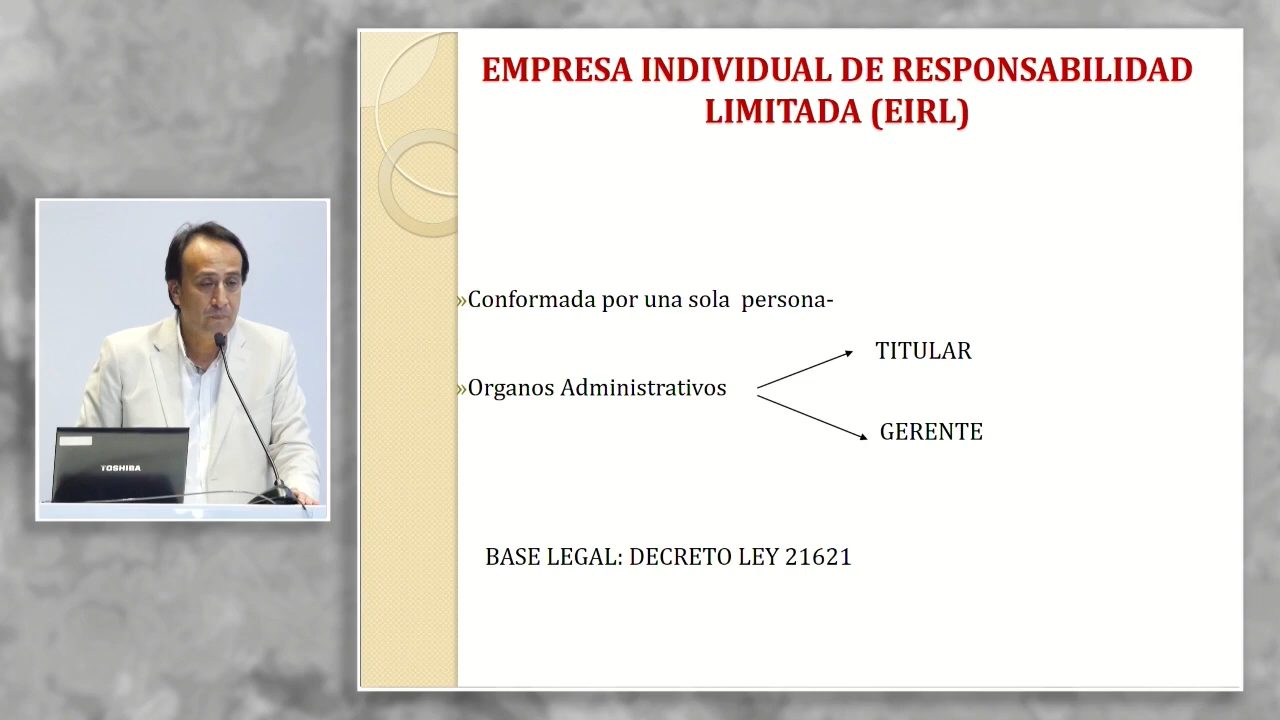 EMPRESA INDIVIDUAL DE RESPONSABILIDAD
LIMITADA (EIRL)
»Conformada por una sola persona-
TITULAR
»Organos Administrativos
GERENTE
BASE LEGAL: DECRETO LEY 21621
TOSHIBA